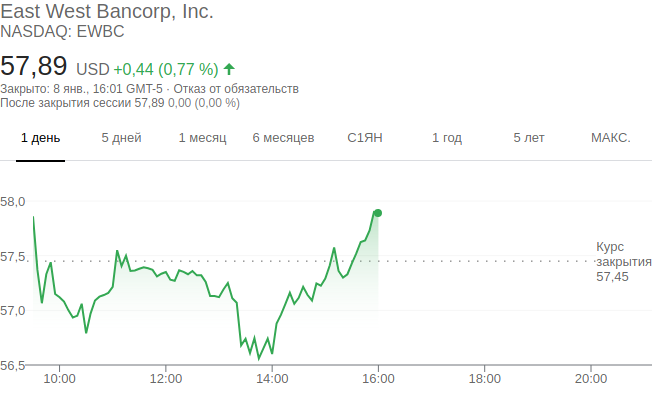 East West Bancorp, Inc.
NASDAQ: EWBC
57,89 USD +0,44 (0,77 %)
Закрыто: 8 янв., 16:01 GMT-5 · Отказ от обязательств
После закрытия сессии 57,89 0,00 (0,00 %)
1 день 5 дней 1 месяц 6 месяцев С1ЯН 1 год 5 лет МАКС.
58,0
57,5
57,0
56,5
Курс
закрытия
57,45
10:00 12:00 14:00 16:00 18:00 20:00